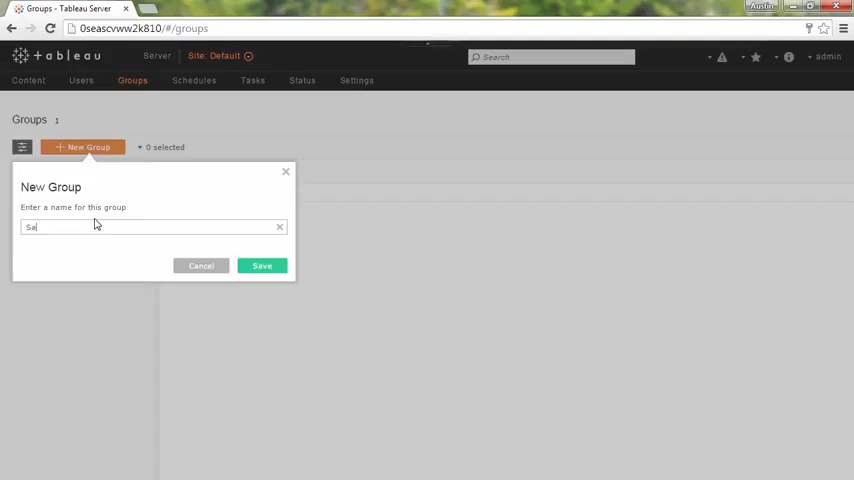 Groups - Tableau Server
Austin
0seascvww2k810/#/groups
tableau Server Site: Default Search admin
Content Users Groups Schedules Tasks Status Settings
Groups 1
New Group 0 selected
New Group
Enter a name for this group
Sa
Cancel Save